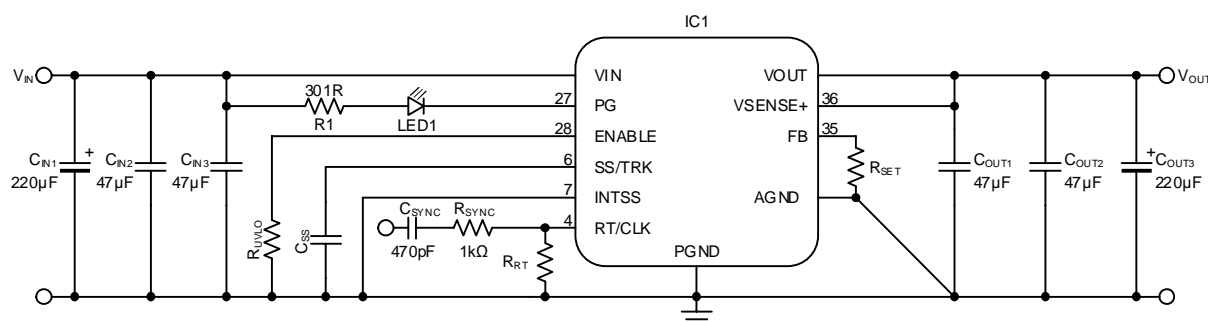 IC1
VIN
VOUT
VIN
VOUT
301R
27
PG
VSENSE+
36
R1
LED1
28
ENABLE
FB
35
CIN1
220µF
CIN2
47µF
CIN3
47µF
6
SS/TRK
RSET
COUT1
47µF
COUT2
47µF
COUT3
220µF
+
+
7
INTSS
AGND
CSYNC
470pF
RSYNC
1kΩ
4
RT/CLK
RUVLO
CSS
RRT
PGND